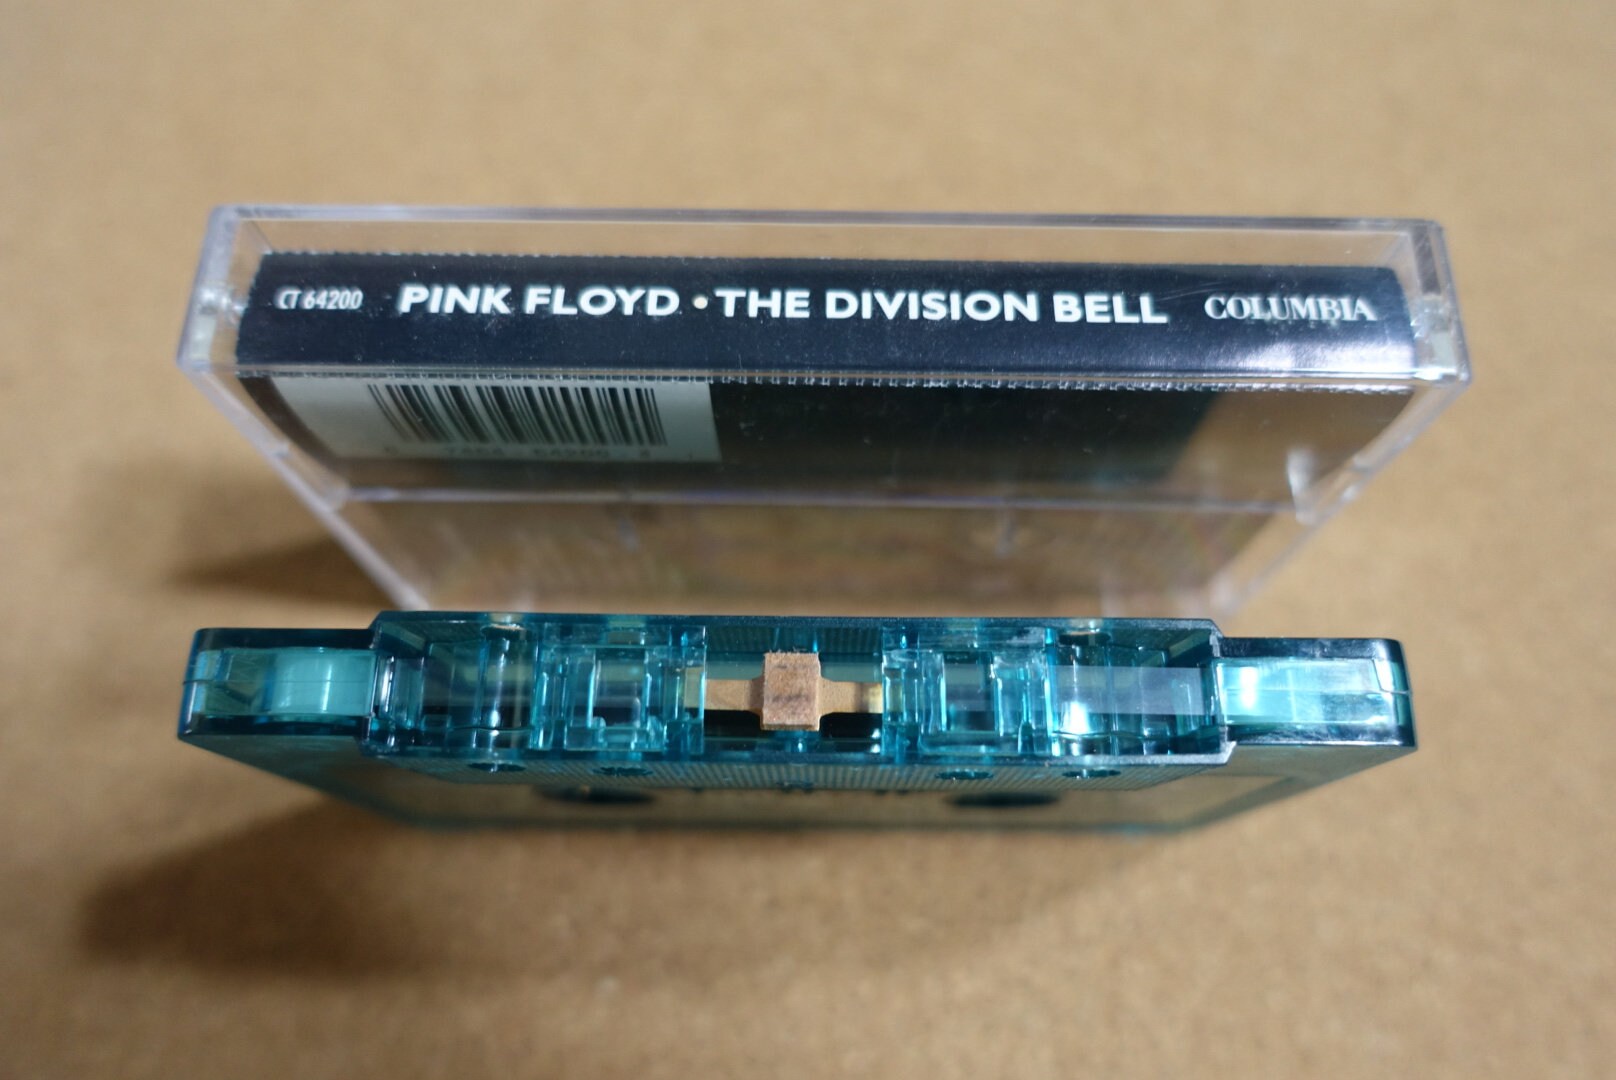 CT 64200 PINK FLOYD • THE DIVISION BELL COLUMBIA